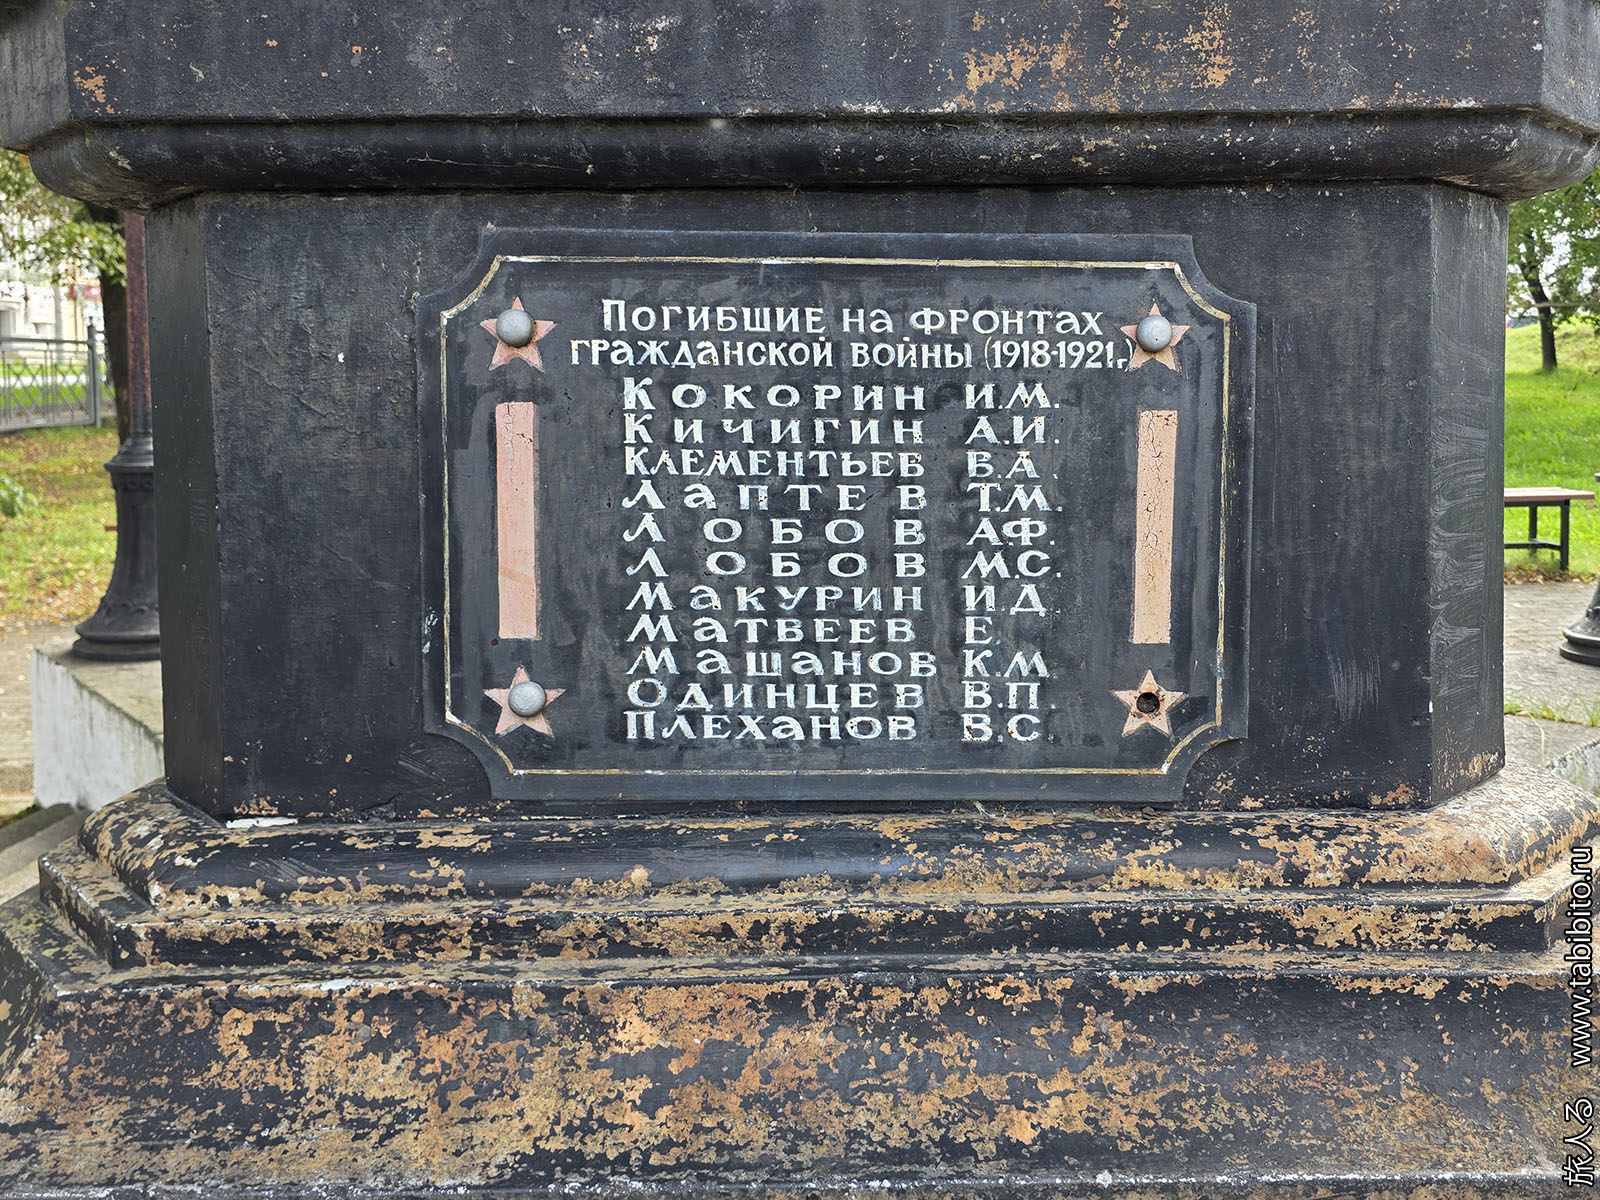 Погибшие на фронтах
гражданской войны (1918-1921г.)
Кокорин И.М.
Кичигин А.И.
Клементьев В.А.
Лаптев Т.М.
Лобов А.Ф.
Лобов М.С.
Макурин И.Д.
Матвеев Е.
Машанов К.М
Одинцев В.П.
Плеханов В.С.
旅人る www.tabibito.ru